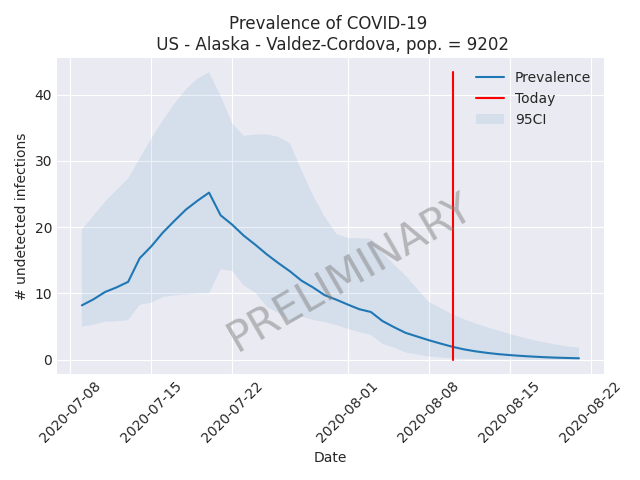 Prevalence of COVID-19
US - Alaska - Valdez-Cordova, pop. = 9202
Prevalence
Today
95CI
# undetected infections
40
30
20
10
0
PRELIMINARY
2020-07-08
2020-07-15
2020-07-22
2020-08-01
2020-08-08
2020-08-15
2020-08-22
Date